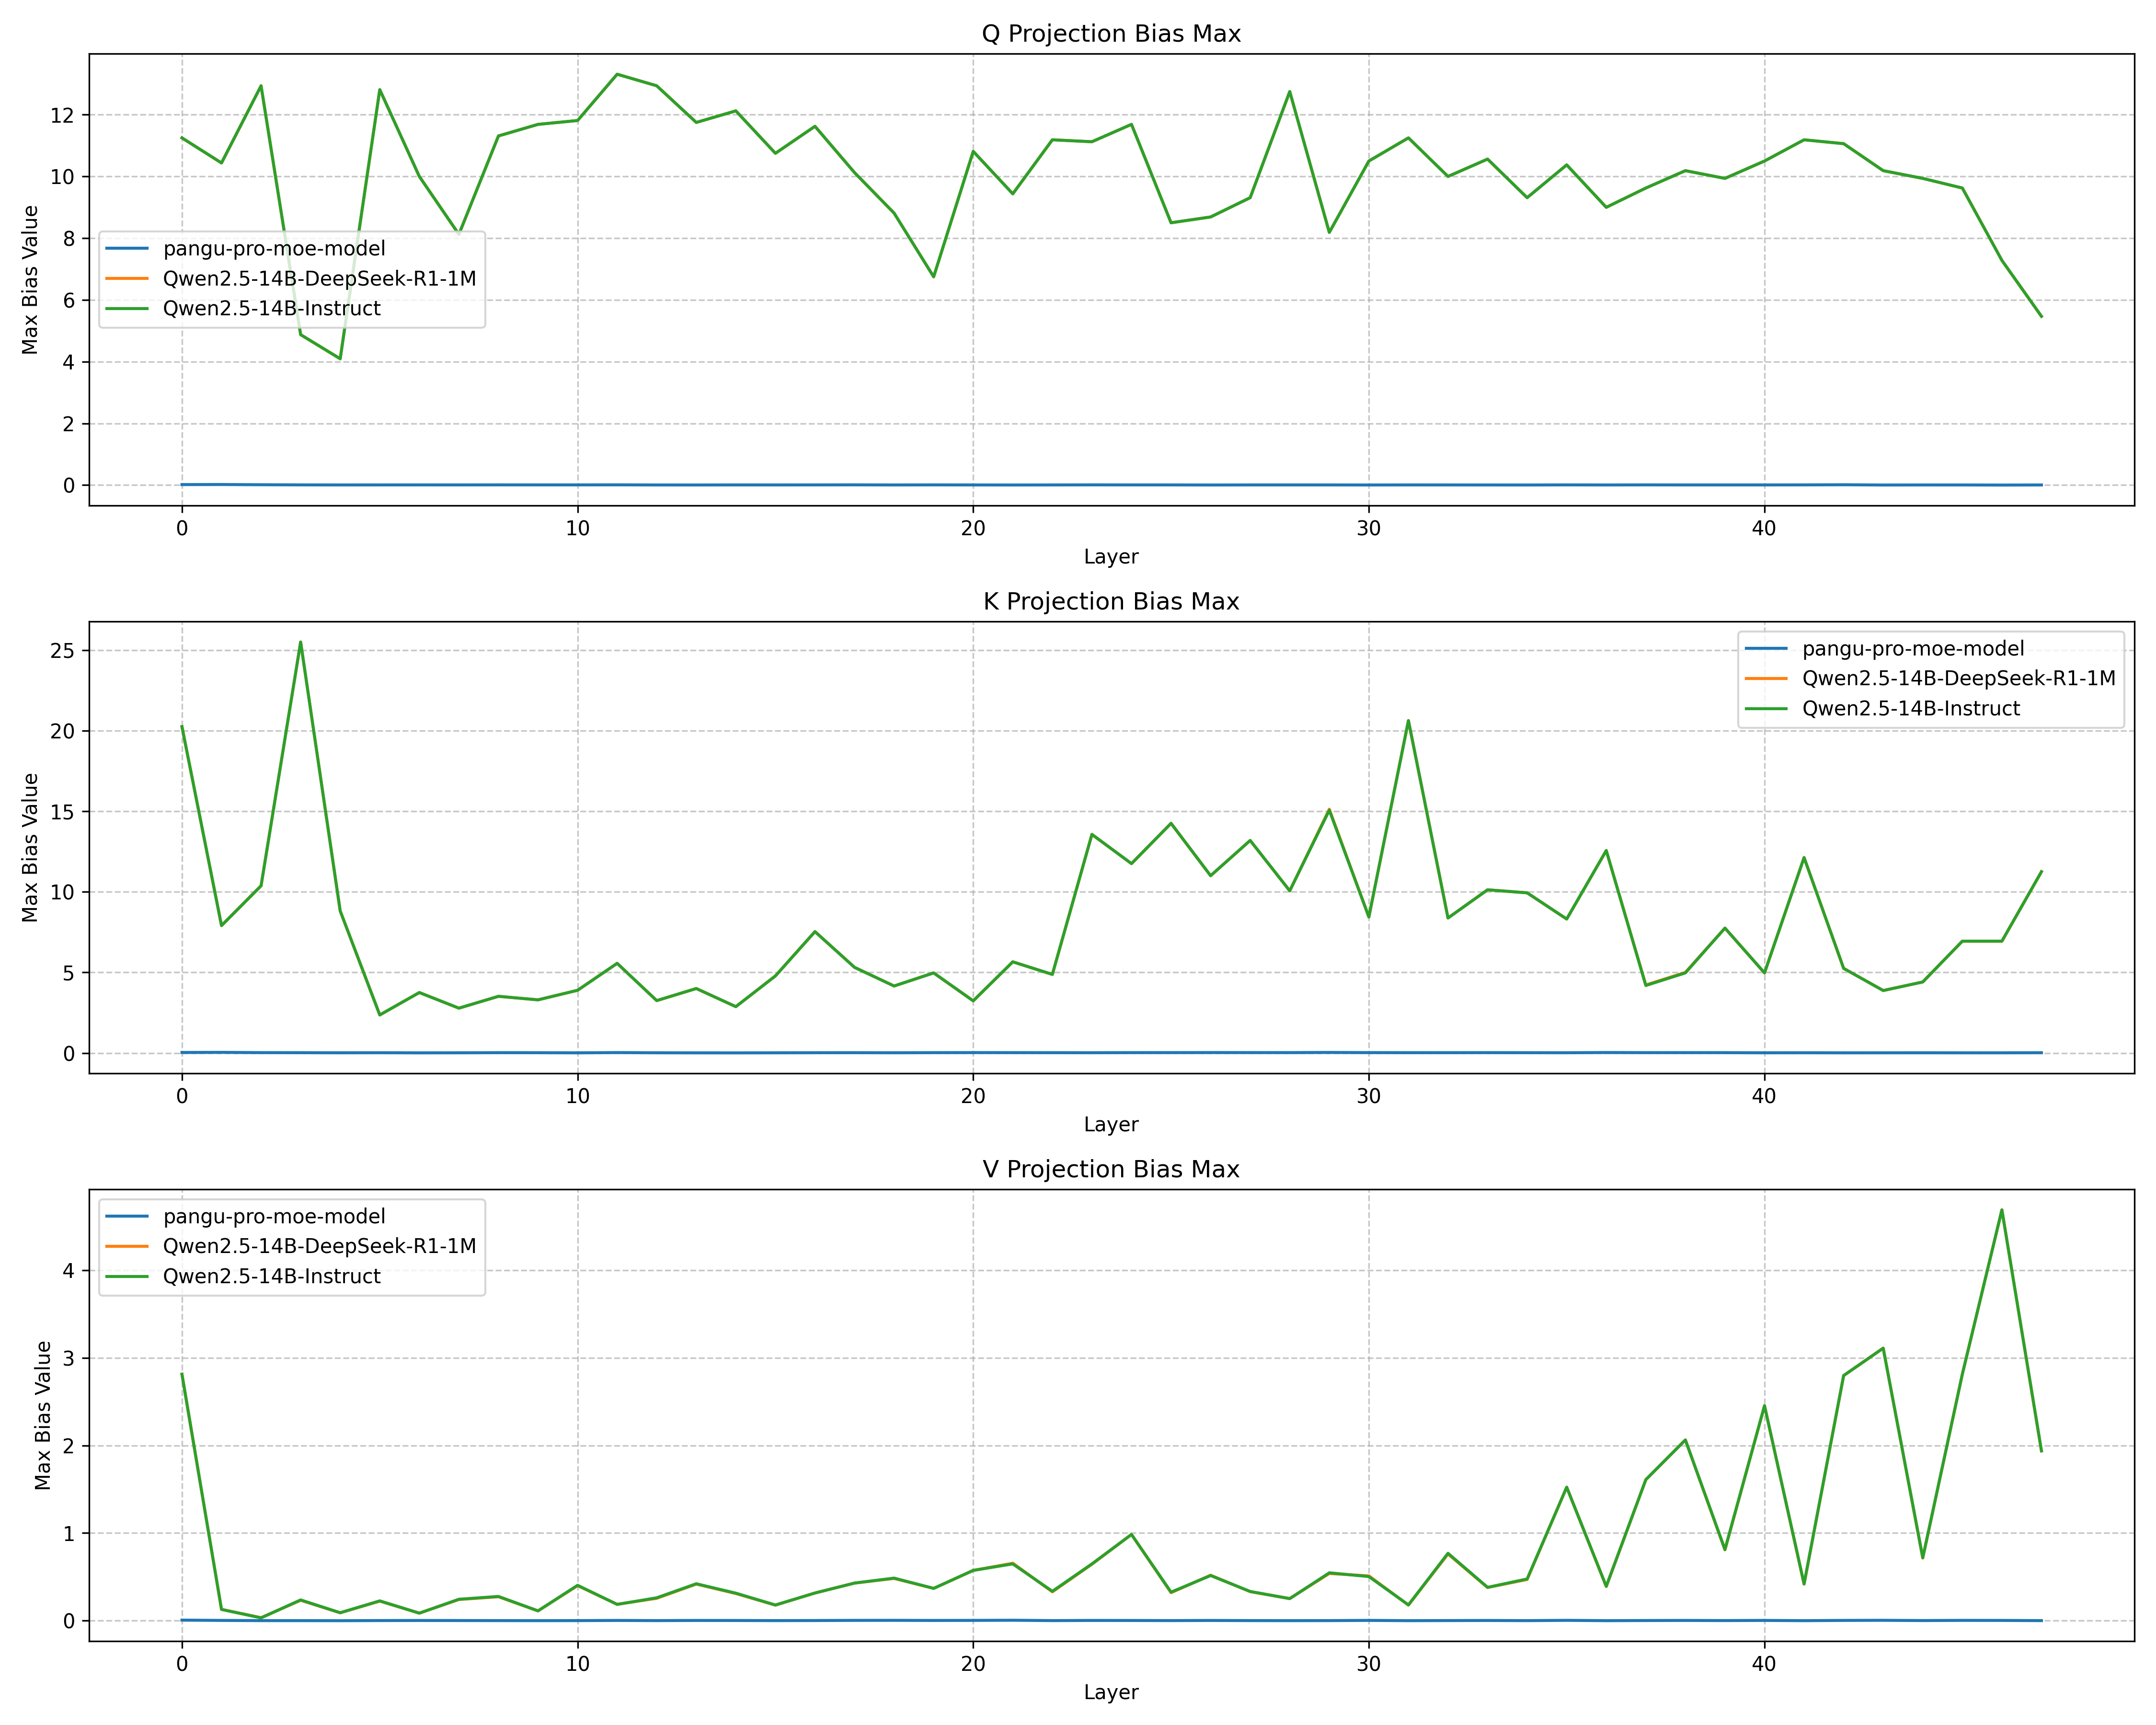 Q Projection Bias Max
Max Bias Value
12
10
8
6
4
2
0
pangu-pro-moe-model
Qwen2.5-14B-DeepSeek-R1-1M
Qwen2.5-14B-Instruct
0 10 20 30 40
Layer
K Projection Bias Max
Max Bias Value
25
20
15
10
5
0
pangu-pro-moe-model
Qwen2.5-14B-DeepSeek-R1-1M
Qwen2.5-14B-Instruct
0 10 20 30 40
Layer
V Projection Bias Max
Max Bias Value
4
3
2
1
0
pangu-pro-moe-model
Qwen2.5-14B-DeepSeek-R1-1M
Qwen2.5-14B-Instruct
0 10 20 30 40
Layer